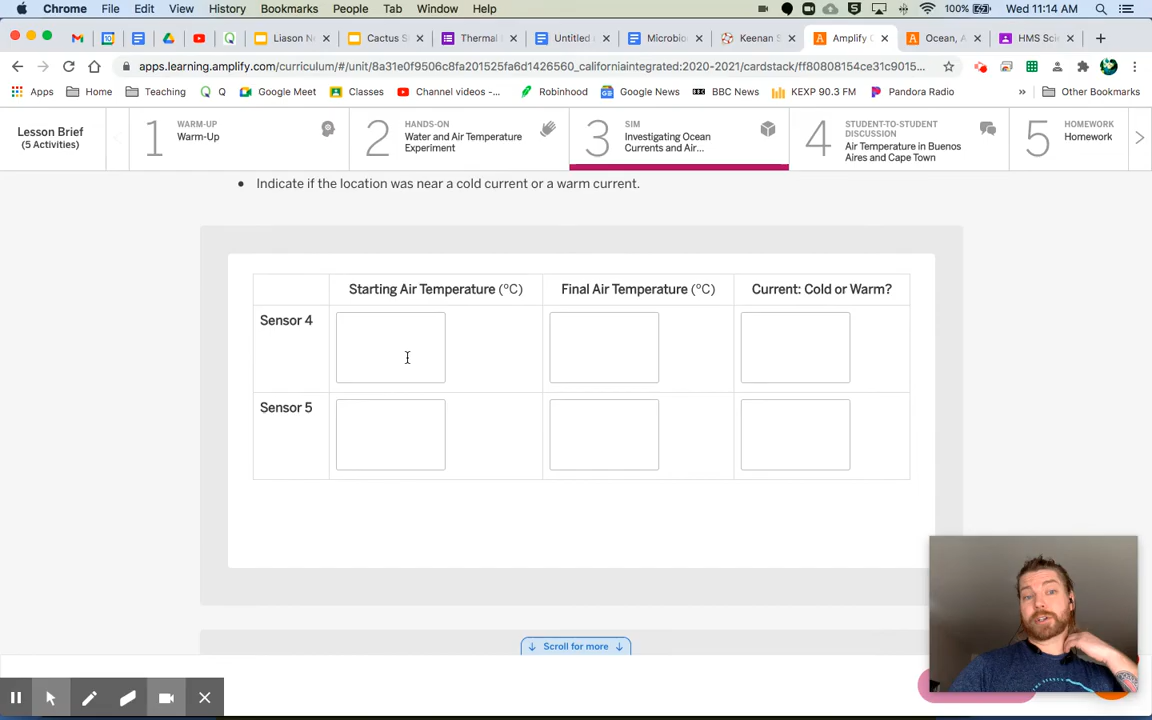 Chrome File Edit View History Bookmarks People Tab Window Help 100% Wed 11:14 AM
Liason Ne Cactus S Thermal Untitled Microbio Keenan S Amplify C Ocean, A HMS Sci
apps.learning.amplify.com/curriculum/#/unit/8a31e0f9506c8fa201525fa6d1426560_californiaintegrated:2020-2021/cardstack/ff80808154ce31c9015...
Apps Home Teaching Q Google Meet Classes Channel videos -... Robinhood Google News BBC News KEXP 90.3 FM Pandora Radio » Other Bookmarks
Lesson Brief
(5 Activities)
1 WARM-UP
Warm-Up
2 HANDS-ON
Water and Air Temperature
Experiment
3 SIM
Investigating Ocean
Currents and Air...
4 STUDENT-TO-STUDENT
DISCUSSION
Air Temperature in Buenos
Aires and Cape Town
5 HOMEWORK
Homework
• Indicate if the location was near a cold current or a warm current.
Starting Air Temperature (°C) Final Air Temperature (°C) Current: Cold or Warm?
Sensor 4
Sensor 5
↓ Scroll for more ↓